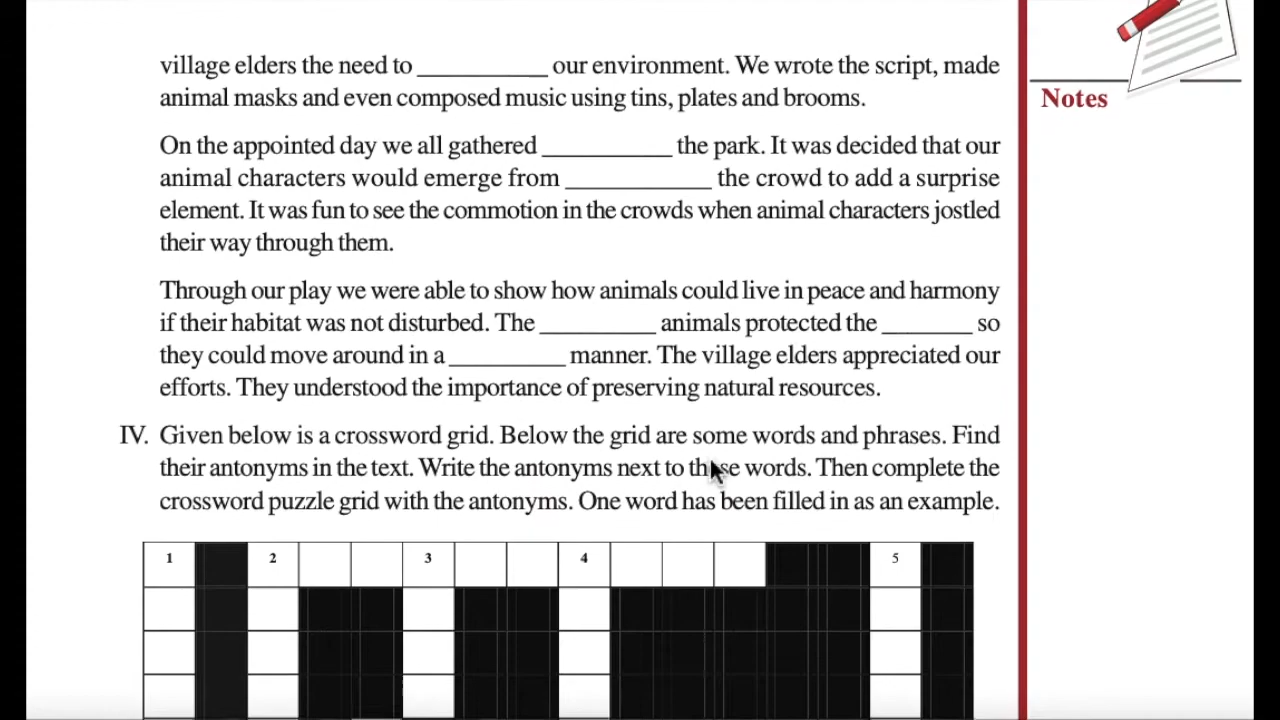 village elders the need to ___________ our environment. We wrote the script, made
animal masks and even composed music using tins, plates and brooms.
Notes
On the appointed day we all gathered ___________ the park. It was decided that our
animal characters would emerge from ____________ the crowd to add a surprise
element. It was fun to see the commotion in the crowds when animal characters jostled
their way through them.
Through our play we were able to show how animals could live in peace and harmony
if their habitat was not disturbed. The __________ animals protected the ________ so
they could move around in a __________ manner. The village elders appreciated our
efforts. They understood the importance of preserving natural resources.
IV. Given below is a crossword grid. Below the grid are some words and phrases. Find
their antonyms in the text. Write the antonyms next to these words. Then complete the
crossword puzzle grid with the antonyms. One word has been filled in as an example.
1 2 3 4 5